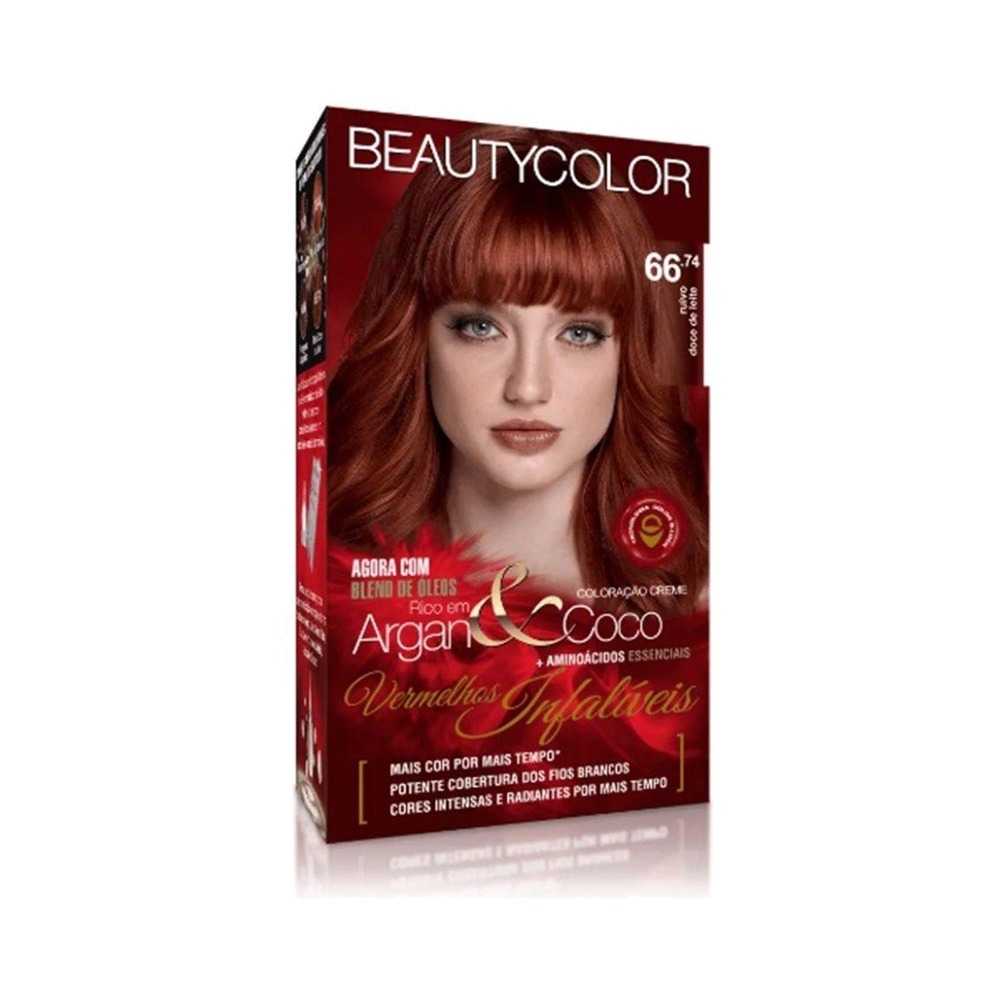 BEAUTYCOLOR
66.74
ruivo
doce de leite
AGORA COM
BLEND DE ÓLEOS
Rico em
Argan & Coco
COLORAÇÃO CREME
+ AMINOÁCIDOS ESSENCIAIS
Vermelhos Infalíveis
MAIS COR POR MAIS TEMPO*
POTENTE COBERTURA DOS FIOS BRANCOS
CORES INTENSAS E RADIANTES POR MAIS TEMPO